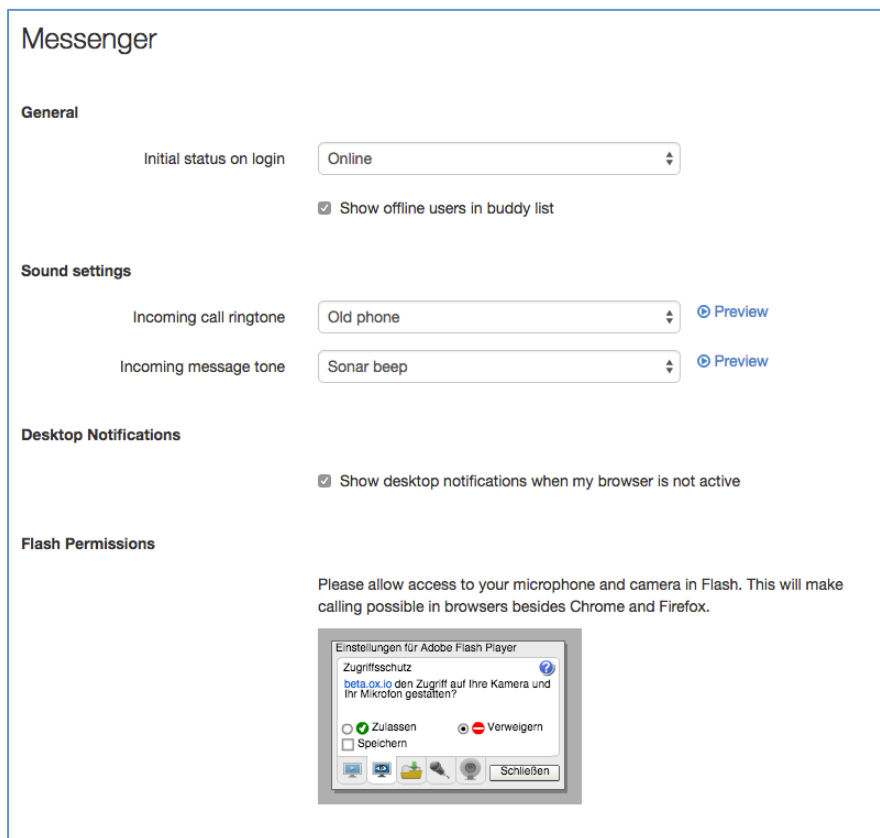 Messenger
General
Initial status on login Online
Show offline users in buddy list
Sound settings
Incoming call ringtone Old phone Preview
Incoming message tone Sonar beep Preview
Desktop Notifications
Show desktop notifications when my browser is not active
Flash Permissions
Please allow access to your microphone and camera in Flash. This will make
calling possible in browsers besides Chrome and Firefox.
Einstellungen für Adobe Flash Player
Zugriffsschutz
beta.ox.io den Zugriff auf Ihre Kamera und
Ihr Mikrofon gestatten?
Zulassen Verweigern
Speichern
Schließen